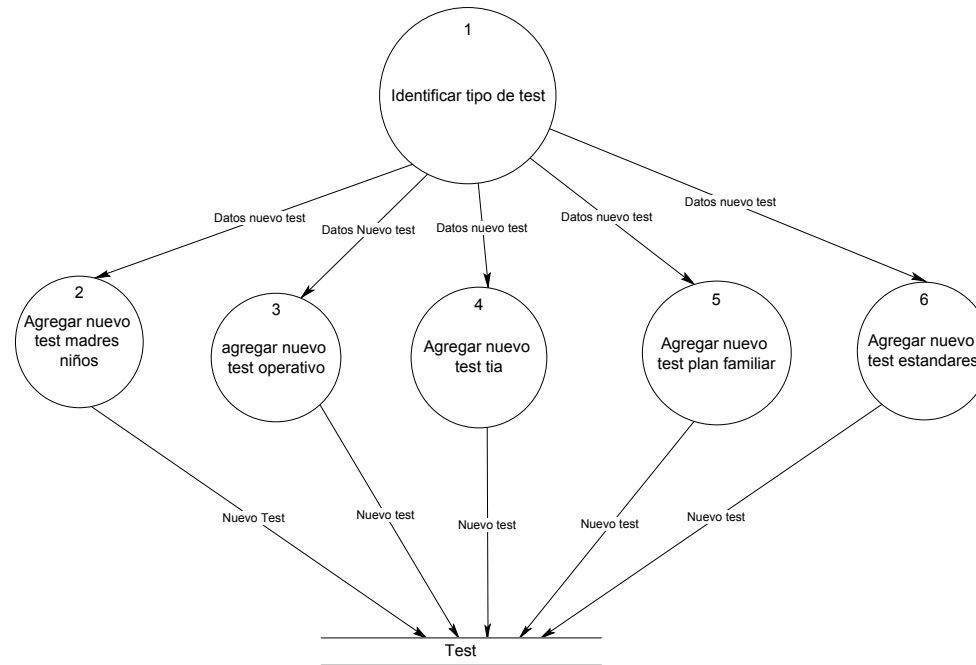 1
Identificar tipo de test
Datos nuevo test
Datos Nuevo test
Datos nuevo test
Datos nuevo test
Datos nuevo test
2
Agregar nuevo
test madres
niños
3
agregar nuevo
test operativo
4
Agregar nuevo
test tia
5
Agregar nuevo
test plan familiar
6
Agregar nuevo
test estandares
Nuevo Test
Nuevo test
Nuevo test
Nuevo test
Nuevo test
Test